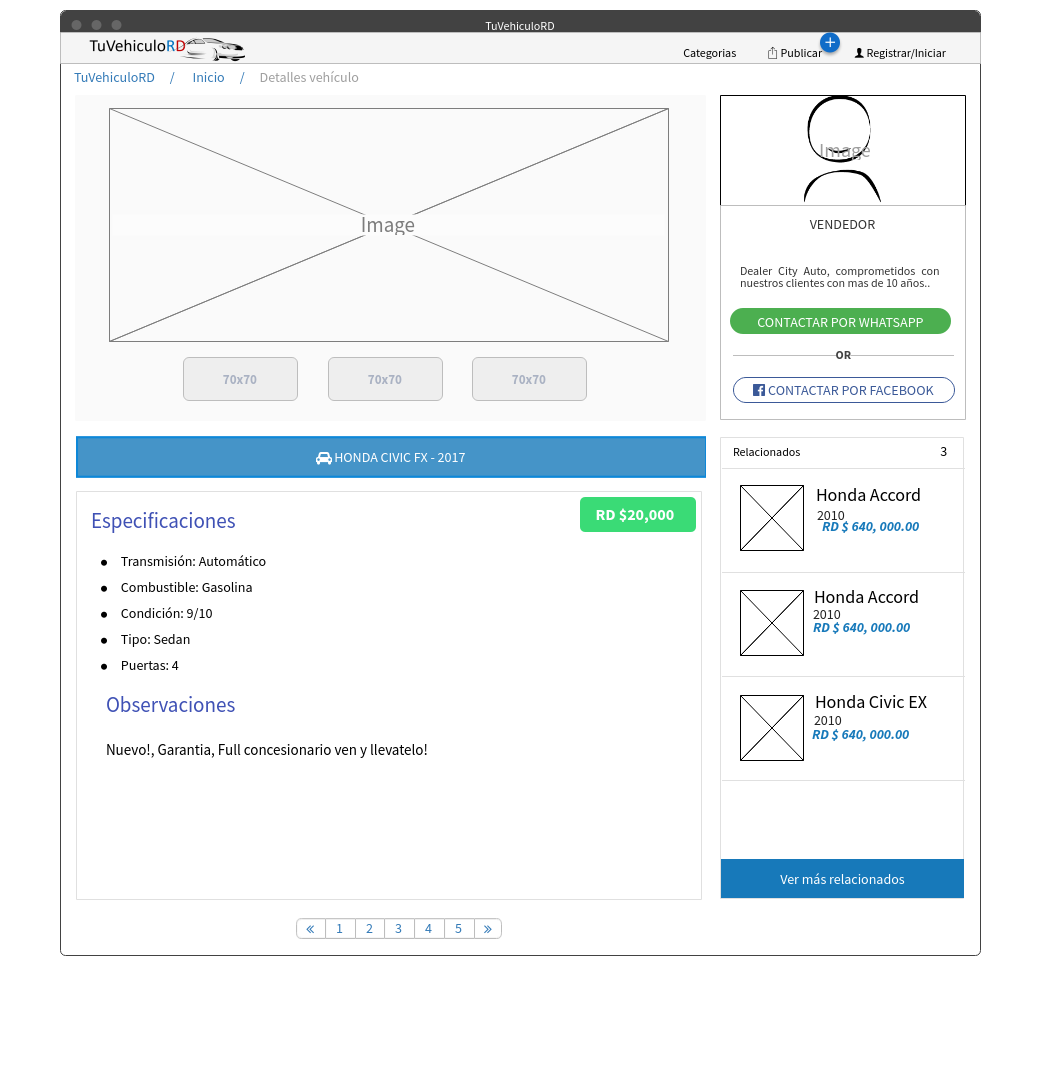 TuVehiculoRD
TuVehiculoRD
Categorias
Publicar
Registrar/Iniciar
TuVehiculoRD / Inicio / Detalles vehículo
Image
70x70 70x70 70x70
HONDA CIVIC FX - 2017
Especificaciones
RD $20,000
Transmisión: Automático
Combustible: Gasolina
Condición: 9/10
Tipo: Sedan
Puertas: 4
Observaciones
Nuevo!, Garantia, Full concesionario ven y llevatelo!
« 1 2 3 4 5 »
Image
VENDEDOR
Dealer City Auto, comprometidos con
nuestros clientes con mas de 10 años..
CONTACTAR POR WHATSAPP
OR
CONTACTAR POR FACEBOOK
Relacionados 3
Honda Accord
2010
RD $ 640, 000.00
Honda Accord
2010
RD $ 640, 000.00
Honda Civic EX
2010
RD $ 640, 000.00
Ver más relacionados